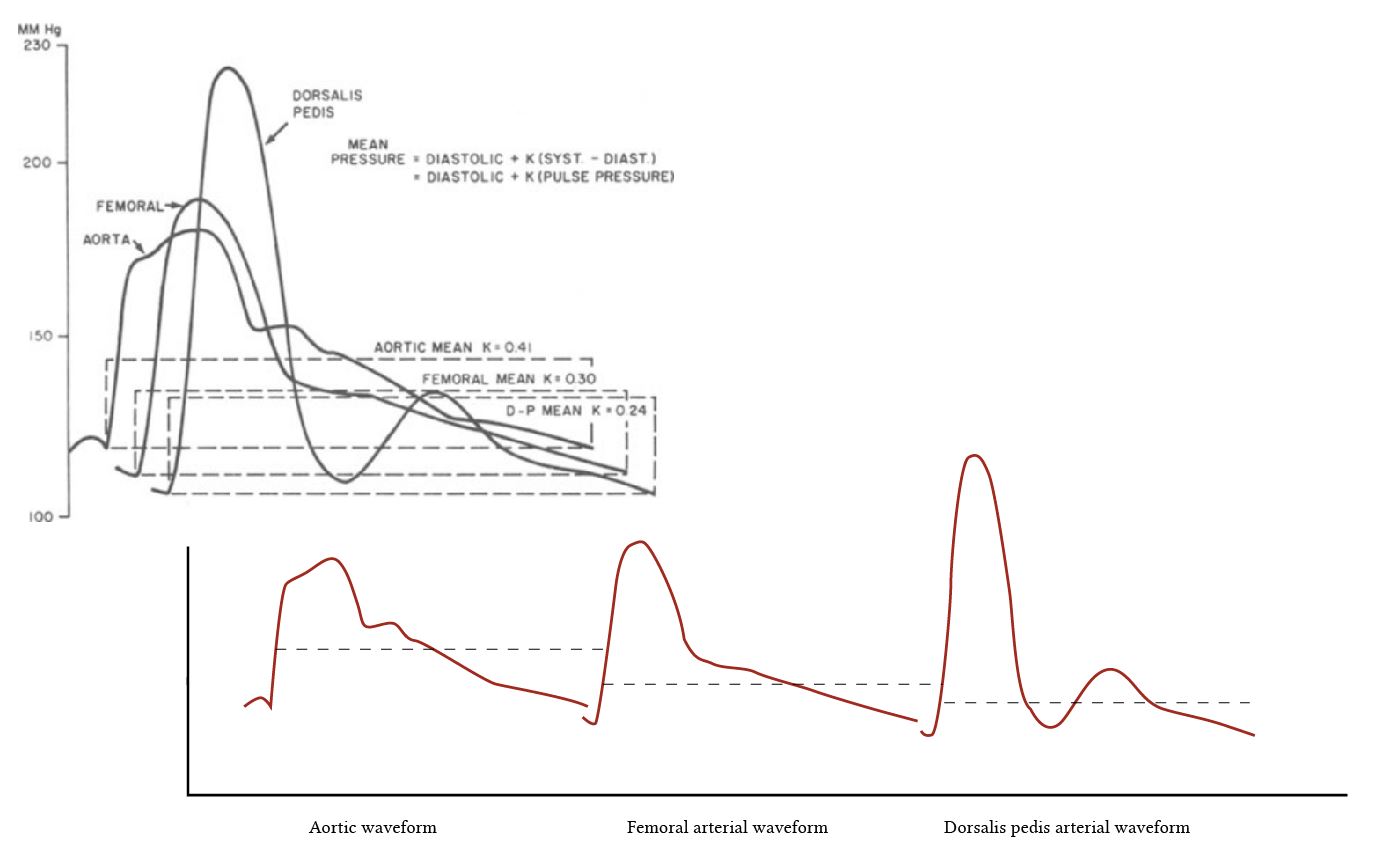 MM Hg
230
DORSALIS
PEDIS
MEAN
PRESSURE = DIASTOLIC + K (SYST. - DIAST.)
= DIASTOLIC + K (PULSE PRESSURE)
200
FEMORAL
AORTA
150
AORTIC MEAN K = 0.41
FEMORAL MEAN K = 0.30
D-P MEAN K = 0.24
100
Aortic waveform
Femoral arterial waveform
Dorsalis pedis arterial waveform